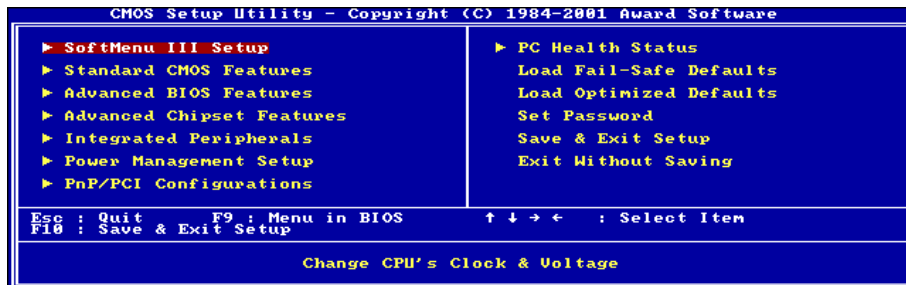 CMOS Setup Utility - Copyright (C) 1984-2001 Award Software
► SoftMenu III Setup
► Standard CMOS Features
► Advanced BIOS Features
► Advanced Chipset Features
► Integrated Peripherals
► Power Management Setup
► PnP/PCI Configurations
► PC Health Status
Load Fail-Safe Defaults
Load Optimized Defaults
Set Password
Save & Exit Setup
Exit Without Saving
Esc : Quit F9 : Menu in BIOS ↑ ↓ → ← : Select Item
F10 : Save & Exit Setup
Change CPU's Clock & Voltage